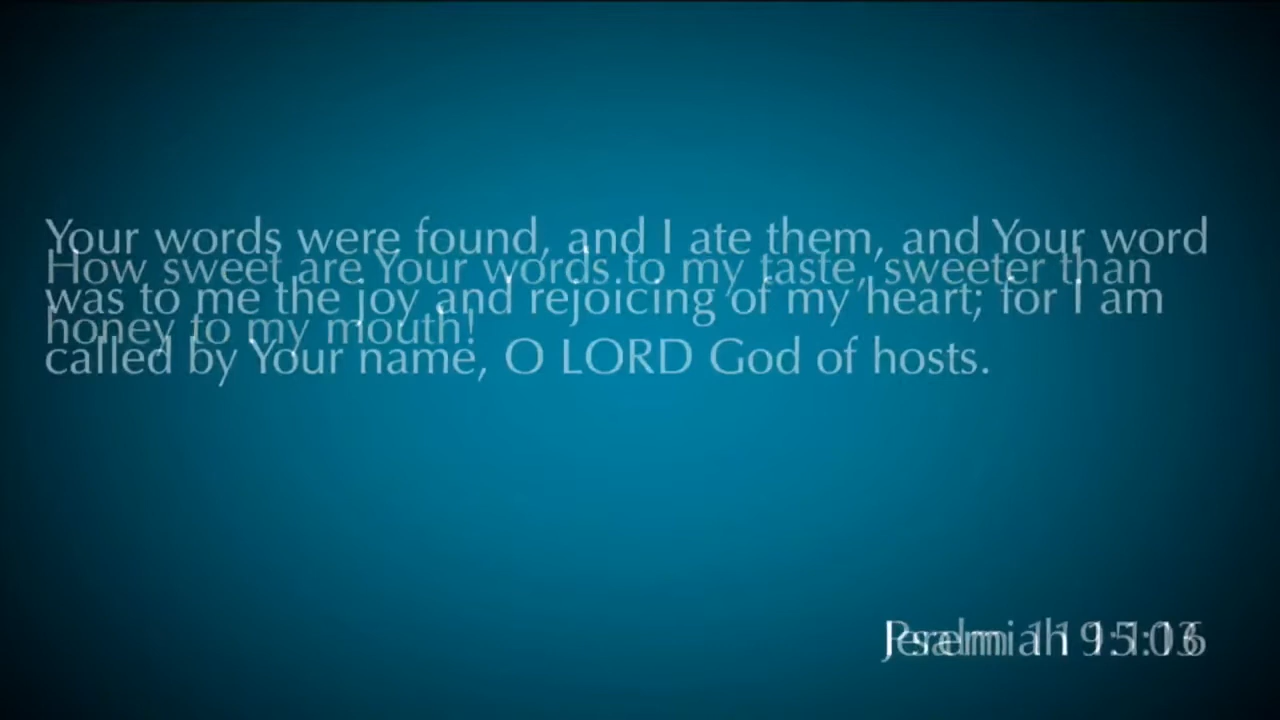 Your words were found, and I ate them, and Your word
How sweet are Your words to my taste, sweeter than
was to me the joy and rejoicing of my heart; for I am
honey to my mouth!
called by Your name, O LORD God of hosts.
Jeremiah 15:16
Psalm 119:103